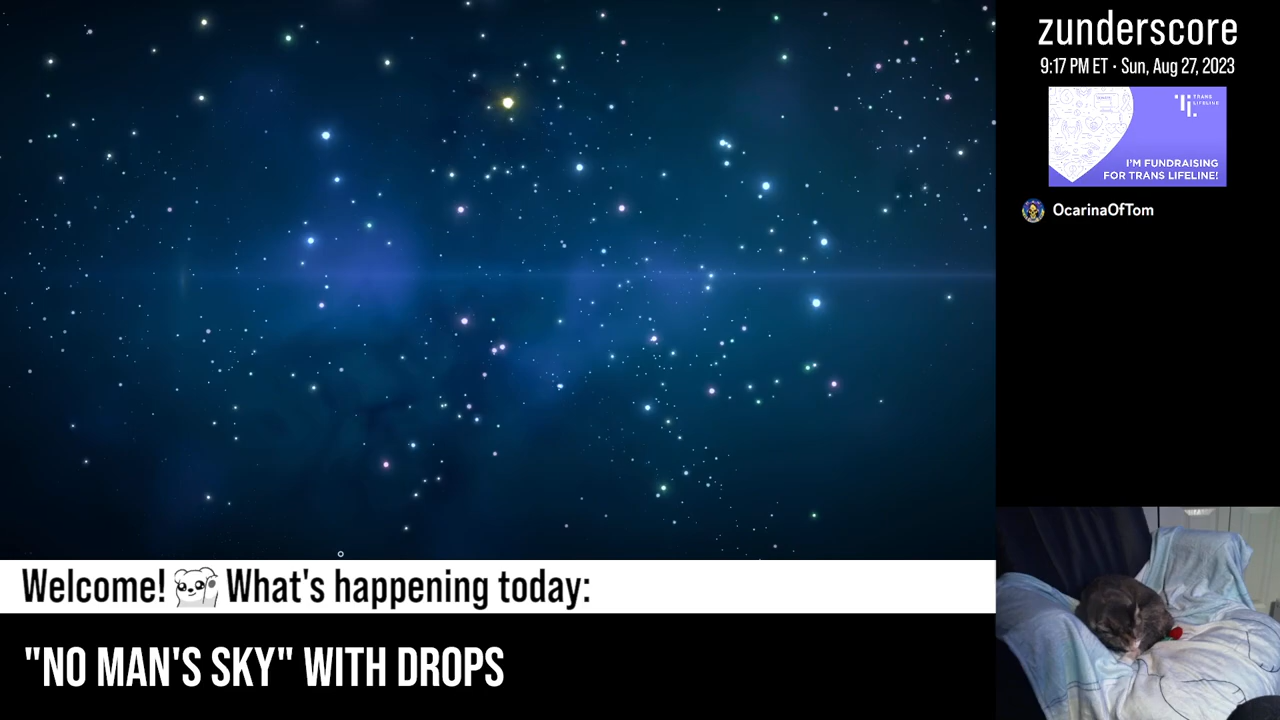 zunderscore
9:17 PM ET · Sun, Aug 27, 2023
TRANS
LIFELINE
I'M FUNDRAISING
FOR TRANS LIFELINE!
OcarinaOfTom
Welcome! What's happening today:
"NO MAN'S SKY" WITH DROPS